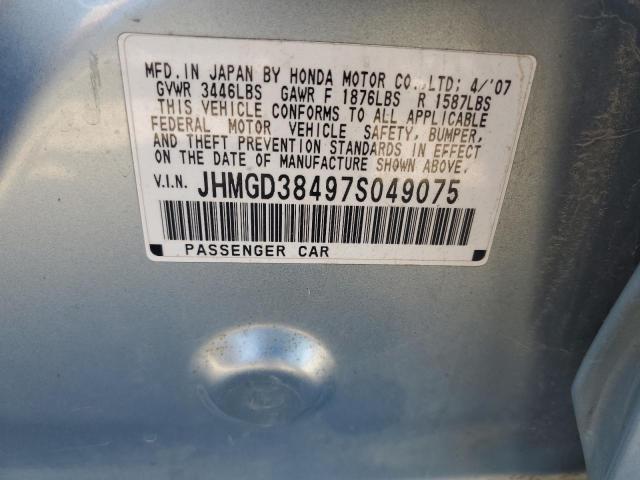 MFD. IN JAPAN BY HONDA MOTOR CO., LTD; 4/'07
GVWR 3446LBS GAWR F 1876LBS R 1587LBS
THIS VEHICLE CONFORMS TO ALL APPLICABLE
FEDERAL MOTOR VEHICLE SAFETY, BUMPER,
AND THEFT PREVENTION STANDARDS IN EFFECT
ON THE DATE OF MANUFACTURE SHOWN ABOVE.
V.I.N. JHMGD38497S049075
PASSENGER CAR